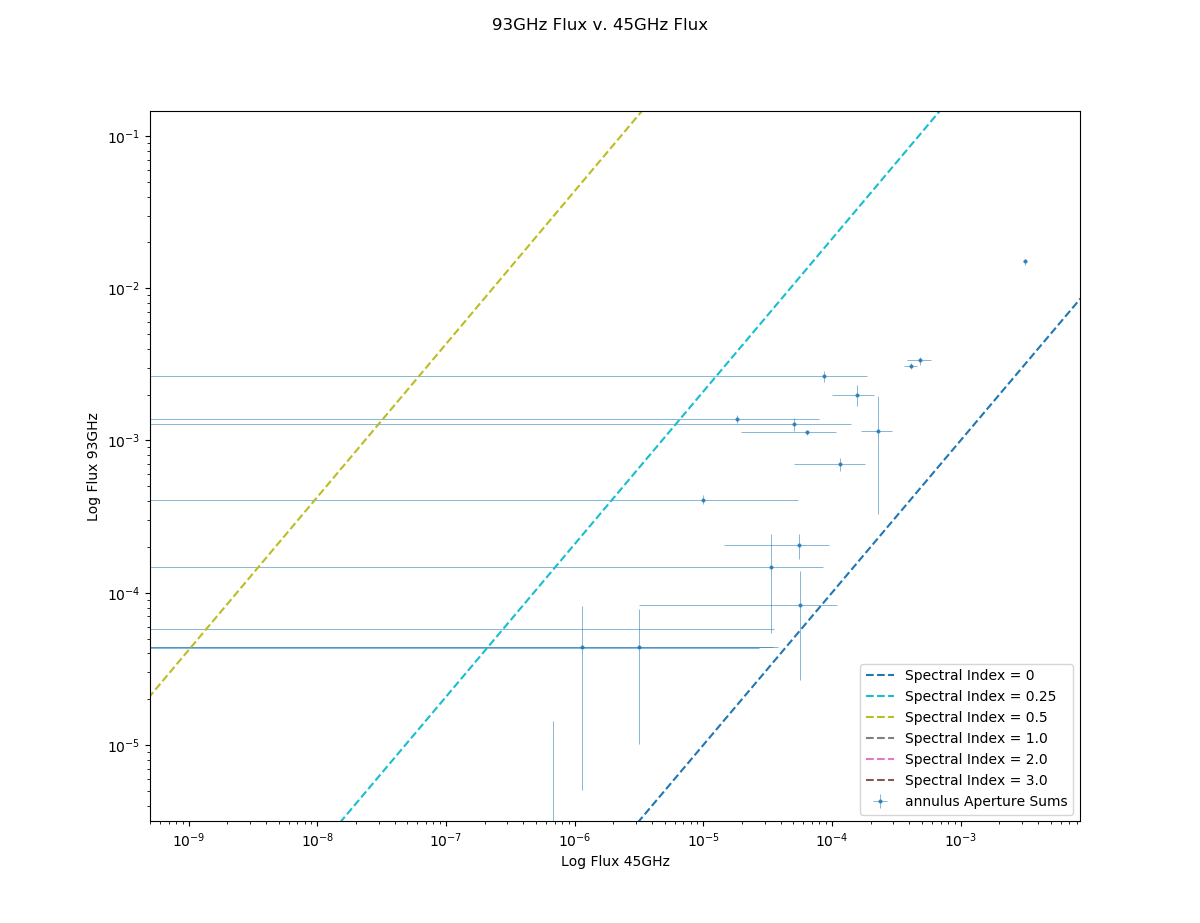 93GHz Flux v. 45GHz Flux
Log Flux 93GHz
10⁻¹
10⁻²
10⁻³
10⁻⁴
10⁻⁵
10⁻⁹
10⁻⁸
10⁻⁷
10⁻⁶
10⁻⁵
10⁻⁴
10⁻³
Log Flux 45GHz
Spectral Index = 0
Spectral Index = 0.25
Spectral Index = 0.5
Spectral Index = 1.0
Spectral Index = 2.0
Spectral Index = 3.0
annulus Aperture Sums